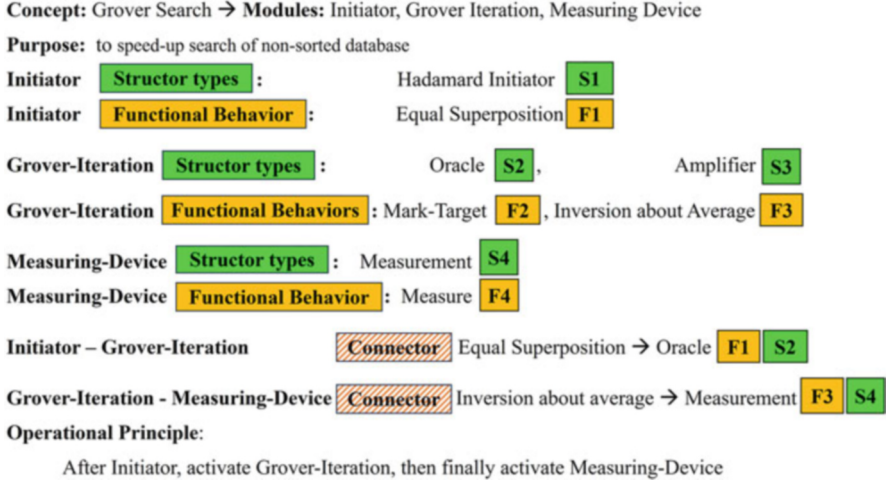 Concept: Grover Search → Modules: Initiator, Grover Iteration, Measuring Device
Purpose: to speed-up search of non-sorted database
Initiator Structor types : Hadamard Initiator S1
Initiator Functional Behavior : Equal Superposition F1
Grover-Iteration Structor types : Oracle S2 , Amplifier S3
Grover-Iteration Functional Behaviors : Mark-Target F2 , Inversion about Average F3
Measuring-Device Structor types : Measurement S4
Measuring-Device Functional Behavior : Measure F4
Initiator – Grover-Iteration Connector Equal Superposition → Oracle F1 S2
Grover-Iteration - Measuring-Device Connector Inversion about average → Measurement F3 S4
Operational Principle:
After Initiator, activate Grover-Iteration, then finally activate Measuring-Device